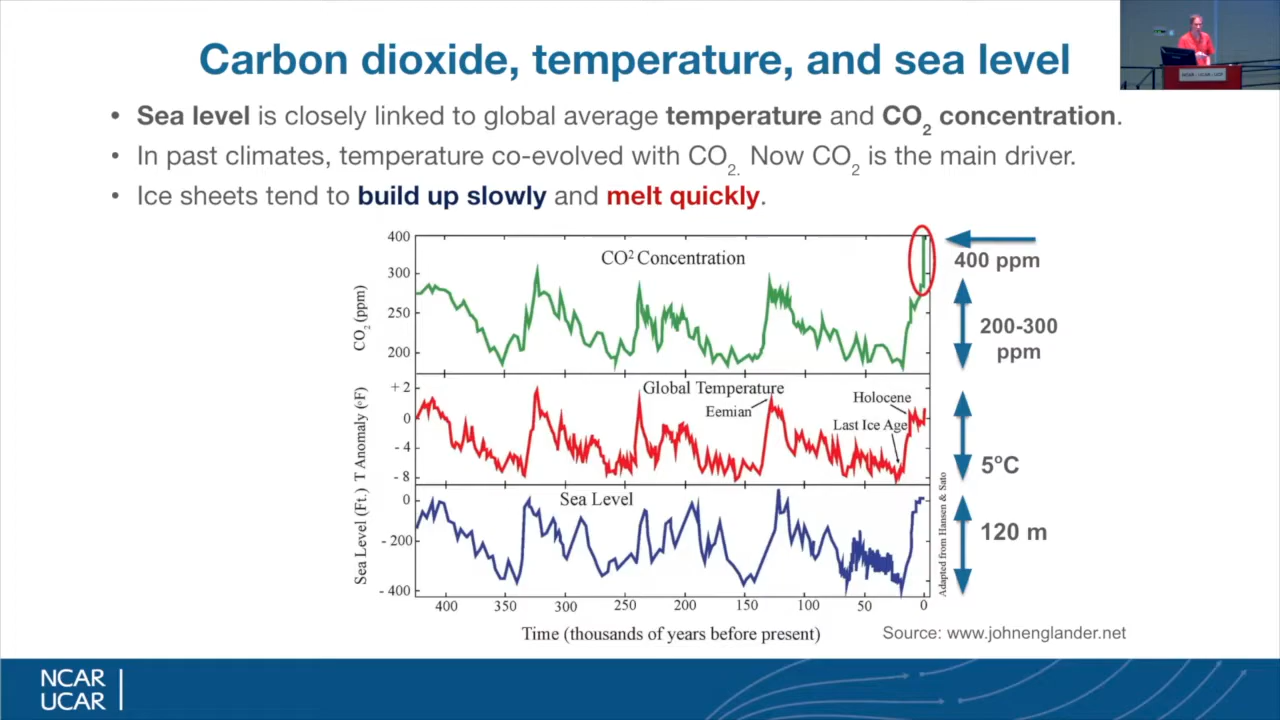 Carbon dioxide, temperature, and sea level
• Sea level is closely linked to global average temperature and CO2 concentration.
• In past climates, temperature co-evolved with CO2. Now CO2 is the main driver.
• Ice sheets tend to build up slowly and melt quickly.
CO2 Concentration
CO2 (ppm)
400
300
250
200
400 ppm
200-300
ppm
Global Temperature
T Anomaly (oF)
+ 2
0
- 4
- 8
Eemian
Holocene
Last Ice Age
5°C
Sea Level
Sea Level (Ft.)
0
- 200
- 400
120 m
Adapted from Hansen & Sato
400 350 300 250 200 150 100 50 0
Time (thousands of years before present)
Source: www.johnenglander.net
NCAR
UCAR
NCAR UCAR UCP